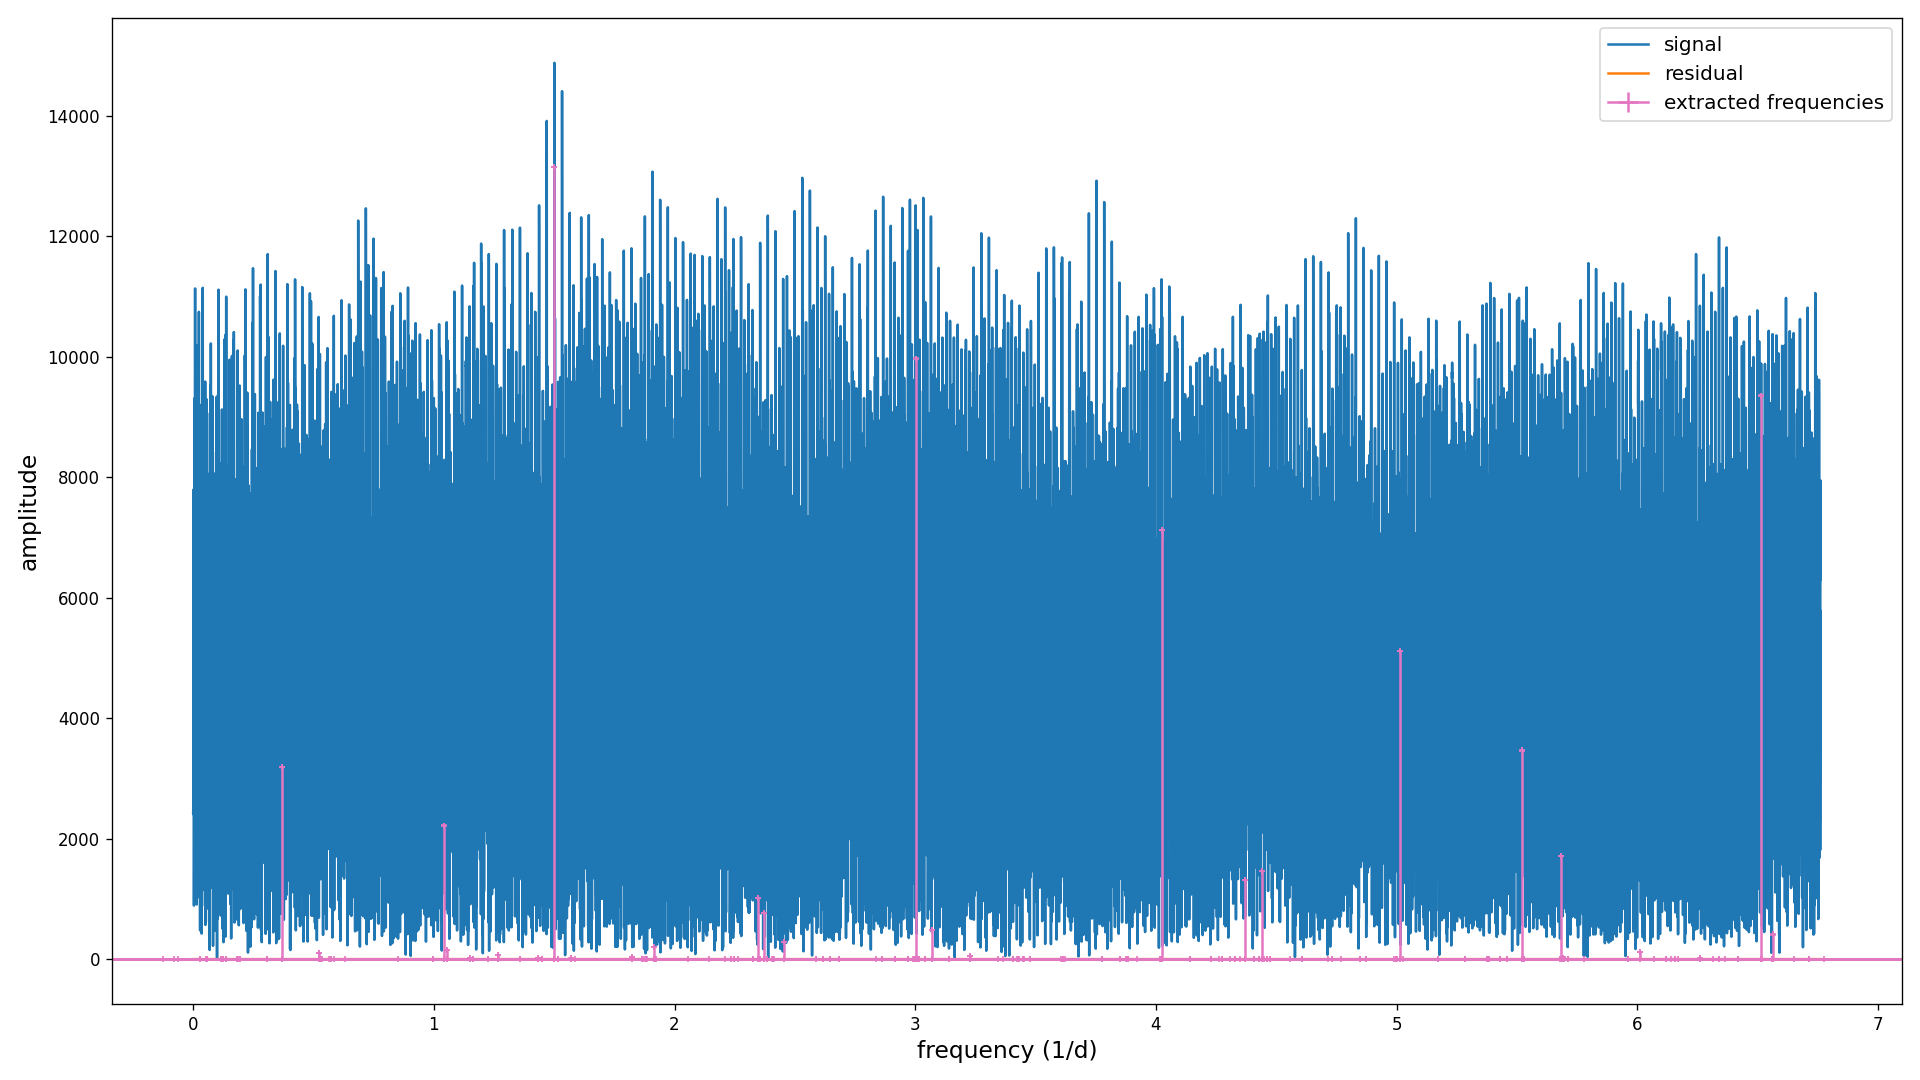 signal
residual
extracted frequencies
14000
12000
10000
8000
6000
4000
2000
0
amplitude
0 1 2 3 4 5 6 7
frequency (1/d)